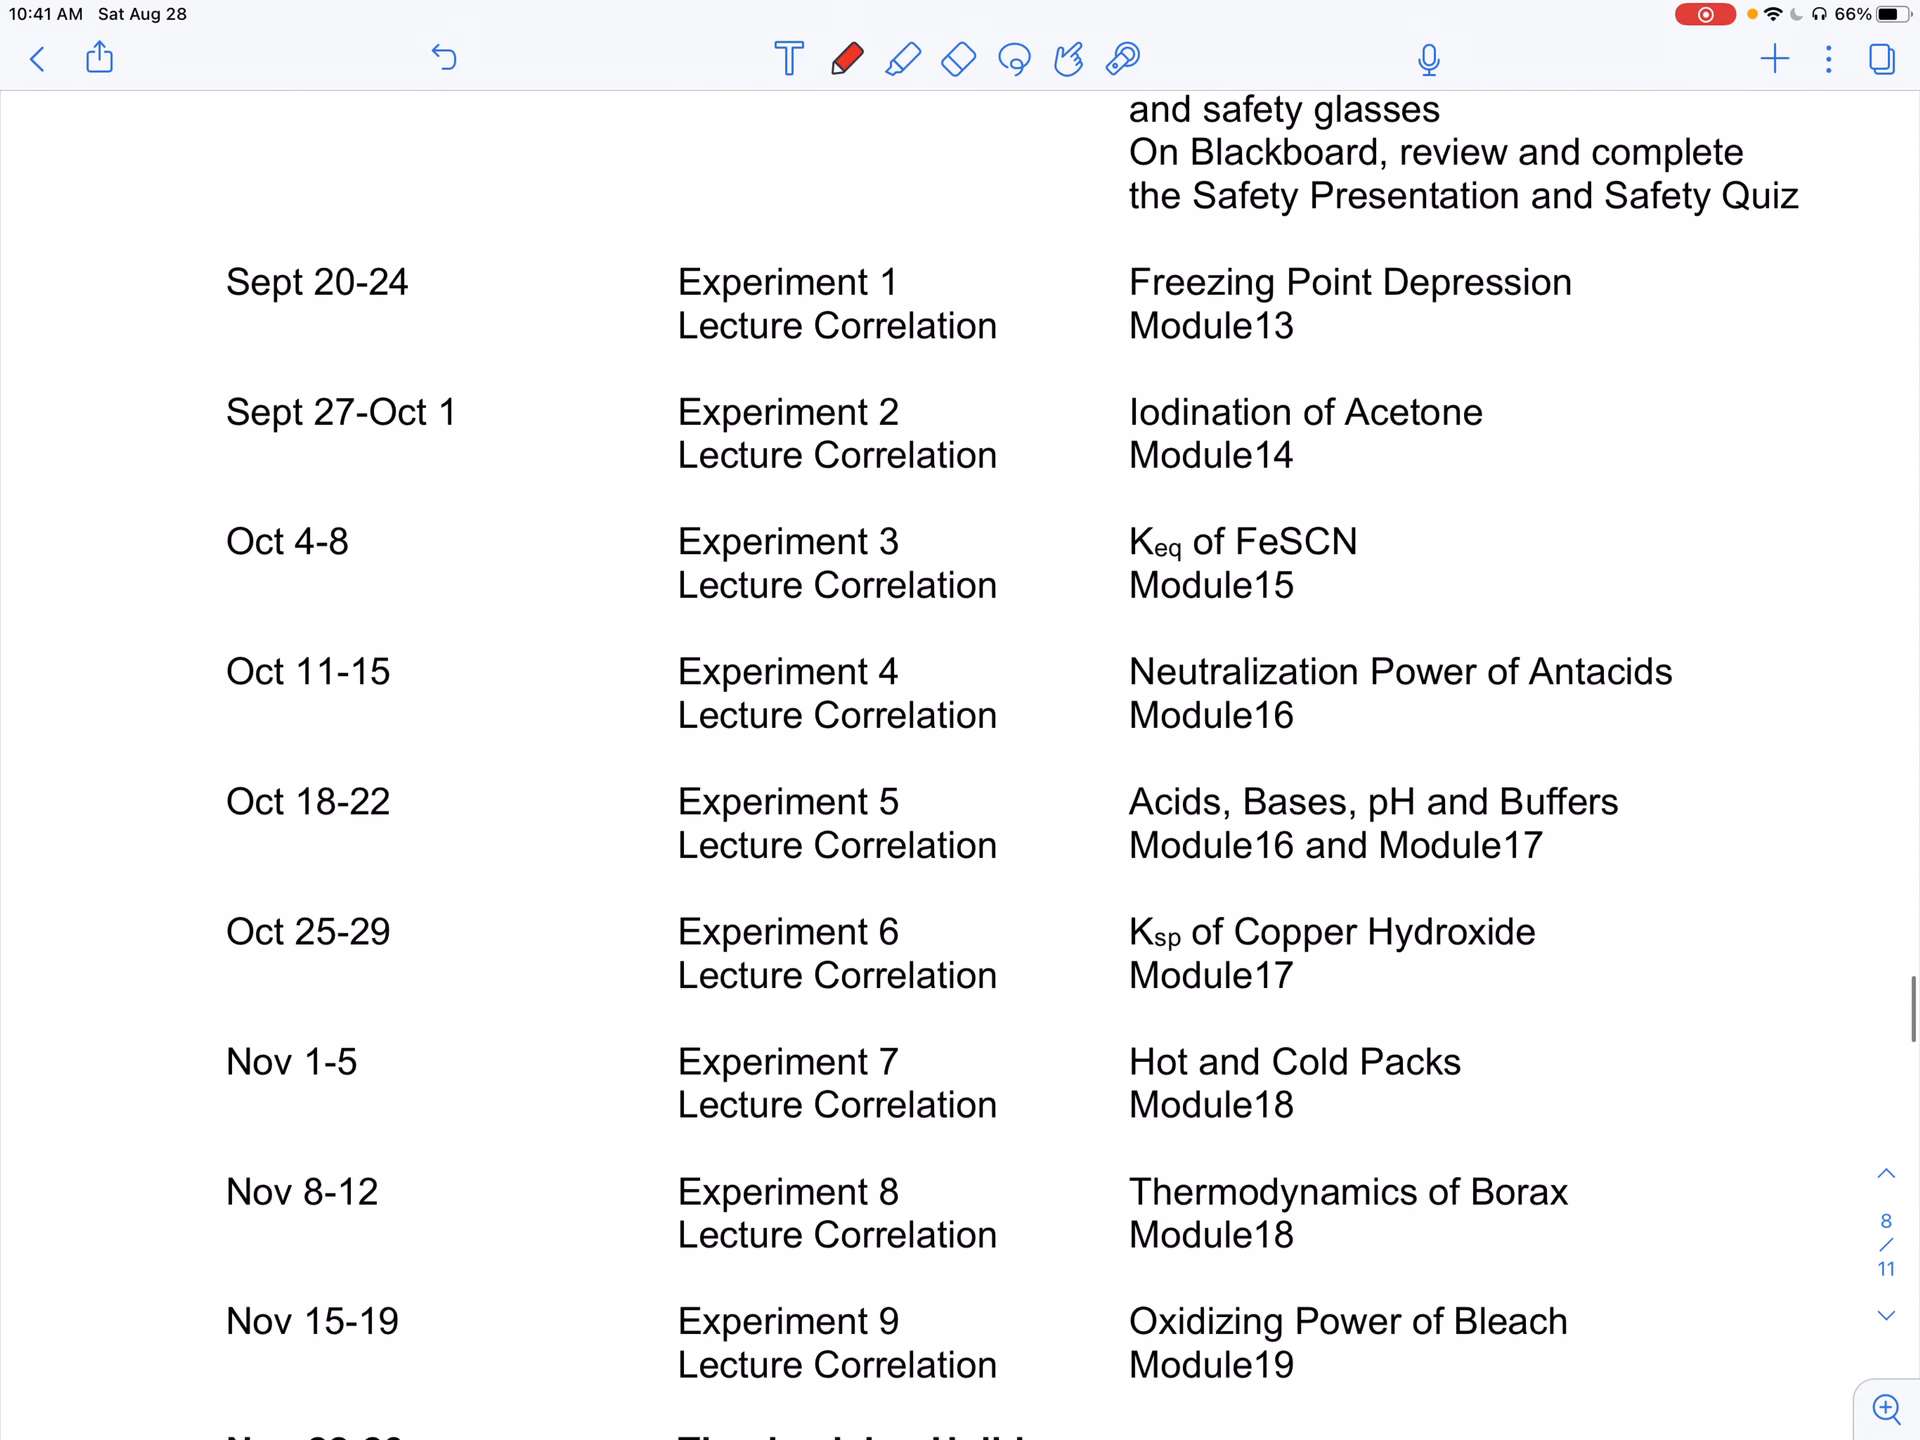 10:41 AM Sat Aug 28
66%
and safety glasses
On Blackboard, review and complete
the Safety Presentation and Safety Quiz
Sept 20-24 Experiment 1 Freezing Point Depression
Lecture Correlation Module13
Sept 27-Oct 1 Experiment 2 Iodination of Acetone
Lecture Correlation Module14
Oct 4-8 Experiment 3 Keq of FeSCN
Lecture Correlation Module15
Oct 11-15 Experiment 4 Neutralization Power of Antacids
Lecture Correlation Module16
Oct 18-22 Experiment 5 Acids, Bases, pH and Buffers
Lecture Correlation Module16 and Module17
Oct 25-29 Experiment 6 Ksp of Copper Hydroxide
Lecture Correlation Module17
Nov 1-5 Experiment 7 Hot and Cold Packs
Lecture Correlation Module18
Nov 8-12 Experiment 8 Thermodynamics of Borax
Lecture Correlation Module18
Nov 15-19 Experiment 9 Oxidizing Power of Bleach
Lecture Correlation Module19
8
/
11